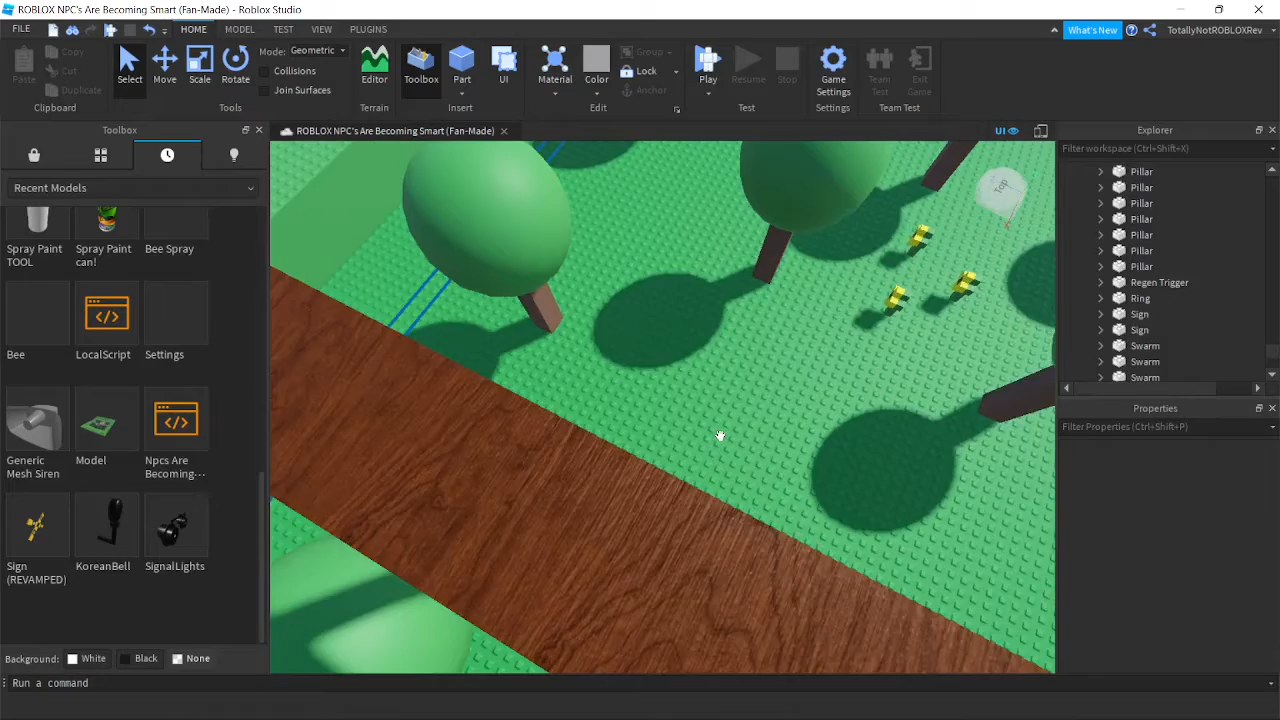 ROBLOX NPC's Are Becoming Smart (Fan-Made) - Roblox Studio
FILE HOME MODEL TEST VIEW PLUGINS What's New TotallyNotROBLOXRev
Paste Copy Cut Duplicate Select Move Scale Rotate Mode: Geometric Collisions Join Surfaces Editor Toolbox Part UI Material Color Group Lock Anchor Play Resume Stop Game Settings Team Test Exit Game
Clipboard Tools Terrain Insert Edit Test Settings Team Test
Toolbox
ROBLOX NPC's Are Becoming Smart (Fan-Made)
UI
Recent Models
Spray Paint TOOL
Spray Paint can!
Bee Spray
Bee
LocalScript
Settings
Generic Mesh Siren
Model
Npcs Are Becoming...
Sign (REVAMPED)
KoreanBell
SignalLights
Background: White Black None
Top
Explorer
Filter workspace (Ctrl+Shift+X)
Pillar
Pillar
Pillar
Pillar
Pillar
Pillar
Pillar
Regen Trigger
Ring
Sign
Sign
Swarm
Swarm
Swarm
Properties
Filter Properties (Ctrl+Shift+P)
Run a command